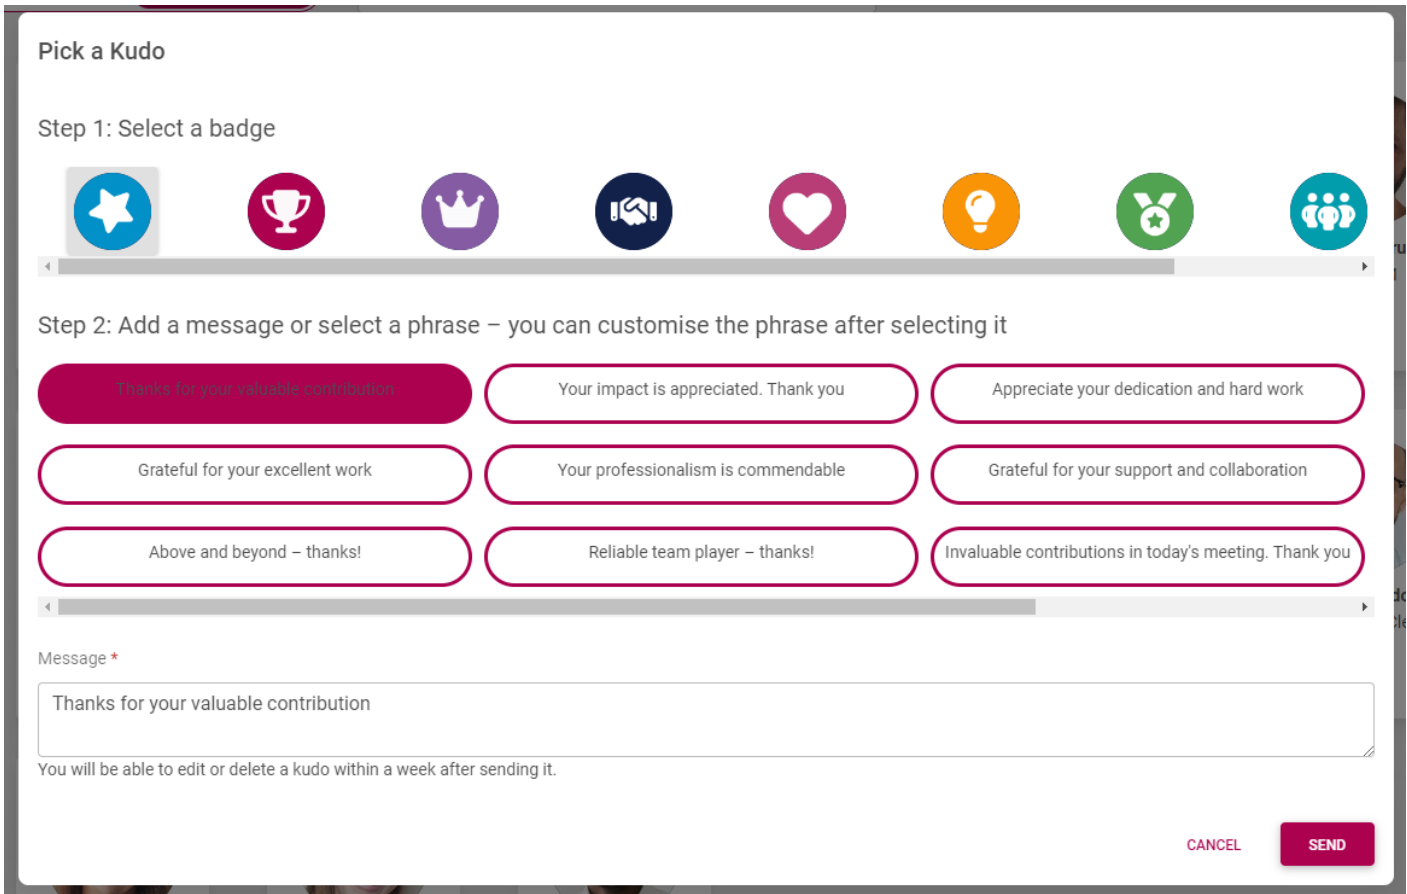 Pick a Kudo
Step 1: Select a badge
Step 2: Add a message or select a phrase – you can customise the phrase after selecting it
Thanks for your valuable contribution
Your impact is appreciated. Thank you
Appreciate your dedication and hard work
Grateful for your excellent work
Your professionalism is commendable
Grateful for your support and collaboration
Above and beyond – thanks!
Reliable team player – thanks!
Invaluable contributions in today's meeting. Thank you
Message *
Thanks for your valuable contribution
You will be able to edit or delete a kudo within a week after sending it.
CANCEL
SEND